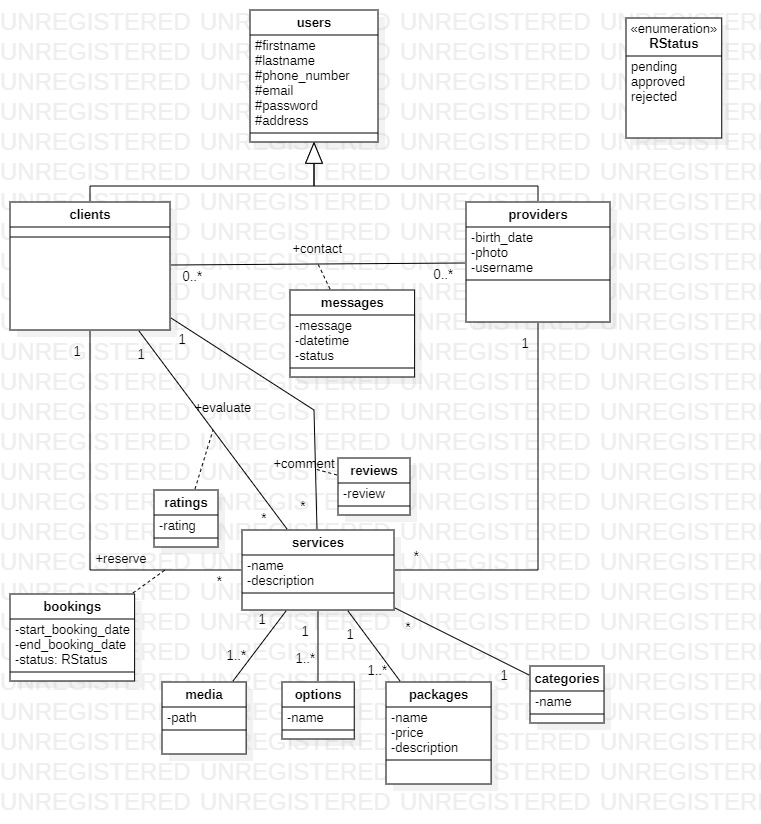 users
#firstname
#lastname
#phone_number
#email
#password
#address
«enumeration»
RStatus
pending
approved
rejected
clients
providers
-birth_date
-photo
-username
+contact
0..*
0..*
messages
-message
-datetime
-status
1
1
1
1
+evaluate
+comment
reviews
-review
ratings
-rating
*
*
services
-name
-description
*
+reserve
*
bookings
-start_booking_date
-end_booking_date
-status: RStatus
1
1
1
*
1..*
1..*
1..*
1
media
-path
options
-name
packages
-name
-price
-description
categories
-name
UNREGISTERED